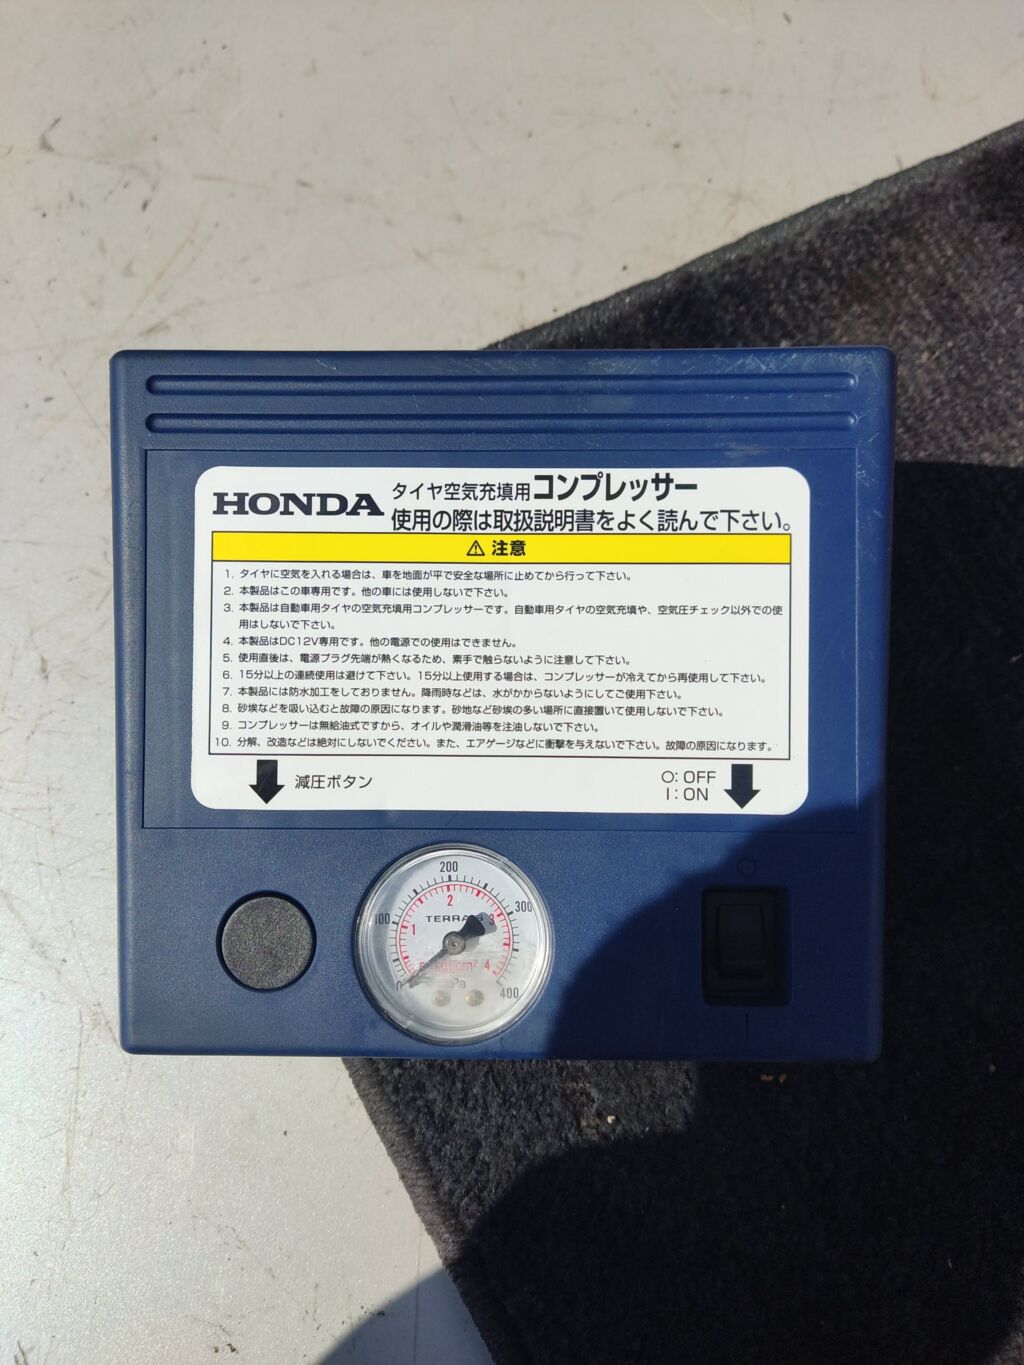 HONDA タイヤ空気充填用コンプレッサー
使用の際は取扱説明書をよく読んで下さい。
⚠ 注意
1. タイヤに空気を入れる場合は、車を地面が平で安全な場所に止めてから行って下さい。
2. 本製品はこの車専用です。他の車には使用しないで下さい。
3. 本製品は自動車用タイヤの空気充填用コンプレッサーです。自動車用タイヤの空気充填や、空気圧チェック以外での使
用はしないで下さい。
4. 本製品はDC12V専用です。他の電源での使用はできません。
5. 使用直後は、電源プラグ先端が熱くなるため、素手で触らないように注意して下さい。
6. 15分以上の連続使用は避けて下さい。15分以上使用する場合は、コンプレッサーが冷えてから再使用して下さい。
7. 本製品には防水加工をしておりません。降雨時などは、水がかからないようにしてご使用下さい。
8. 砂埃などを吸い込むと故障の原因になります。砂地など砂埃の多い場所に直接置いて使用しないで下さい。
9. コンプレッサーは無給油式ですから、オイルや潤滑油等を注油しないで下さい。
10. 分解、改造などは絶対にしないでください。また、エアゲージなどに衝撃を与えないで下さい。故障の原因になります。
減圧ボタン
O: OFF
I: ON
200
2
100
300
1
3
4
kgf/cm²
0
400